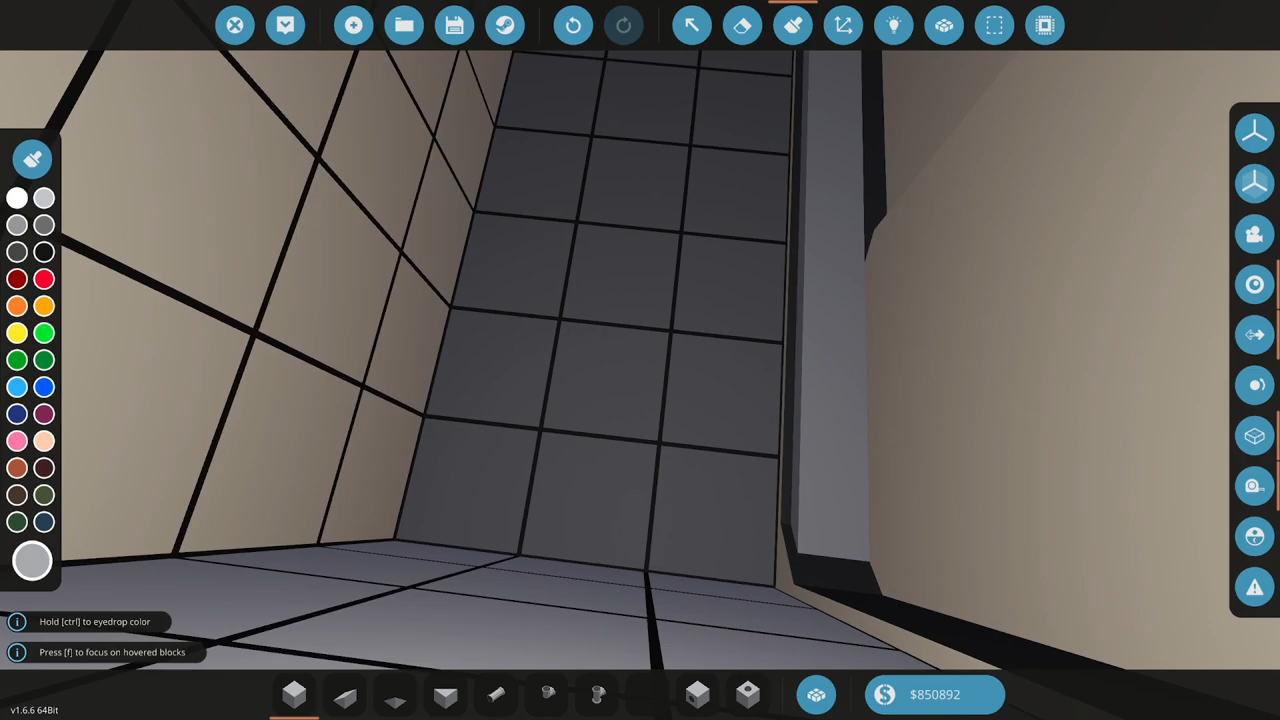 Hold [ctrl] to eyedrop color
Press [f] to focus on hovered blocks
$850892
v1.6.6 64Bit